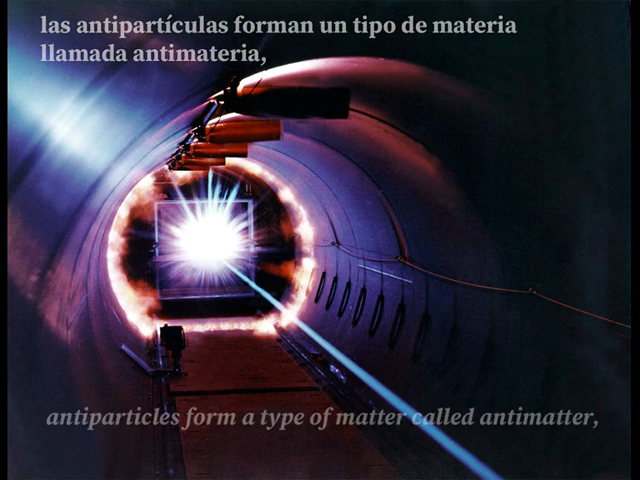 las antipartículas forman un tipo de materia
llamada antimateria,
antiparticles form a type of matter called antimatter,